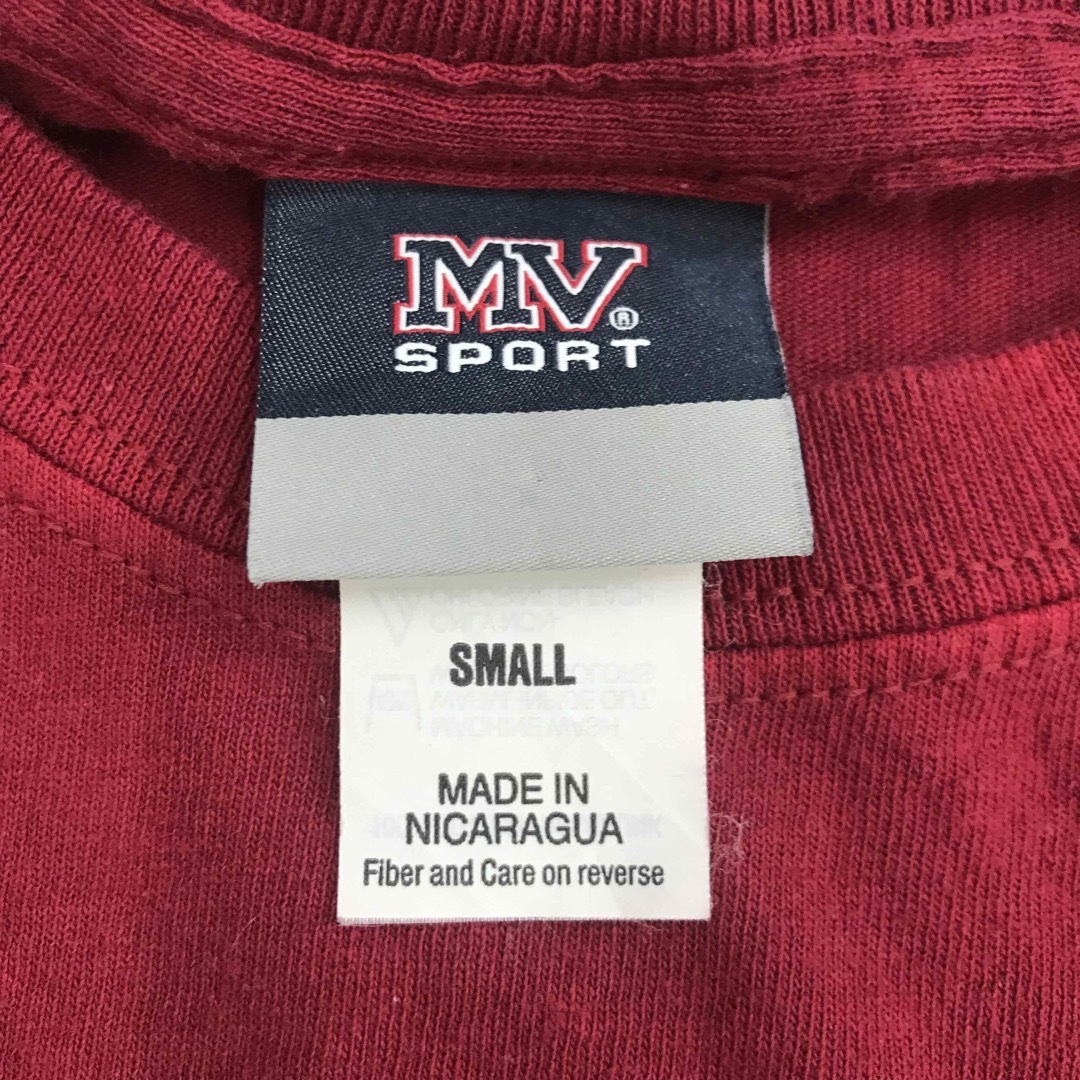 MV®
SPORT
SMALL
MADE IN
NICARAGUA
Fiber and Care on reverse